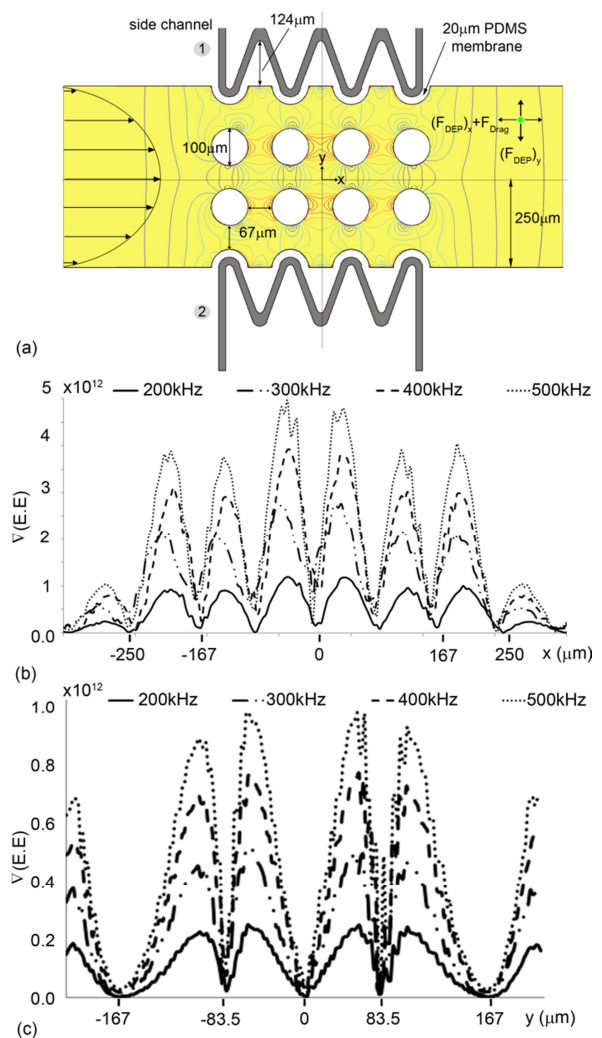 side channel
124μm
20μm PDMS
membrane
1
100μm
y
x
(F_DEP)_x+F_Drag
(F_DEP)_y
67μm
250μm
2
(a)
x10^12
200kHz 300kHz 400kHz 500kHz
5
4
3
2
1
0.0
∇(E.E)
-250 -167 0 167 250 x (μm)
(b)
x10^12
200kHz 300kHz 400kHz 500kHz
1.0
0.8
0.6
0.4
0.2
0.0
∇(E.E)
-167 -83.5 0 83.5 167 y (μm)
(c)